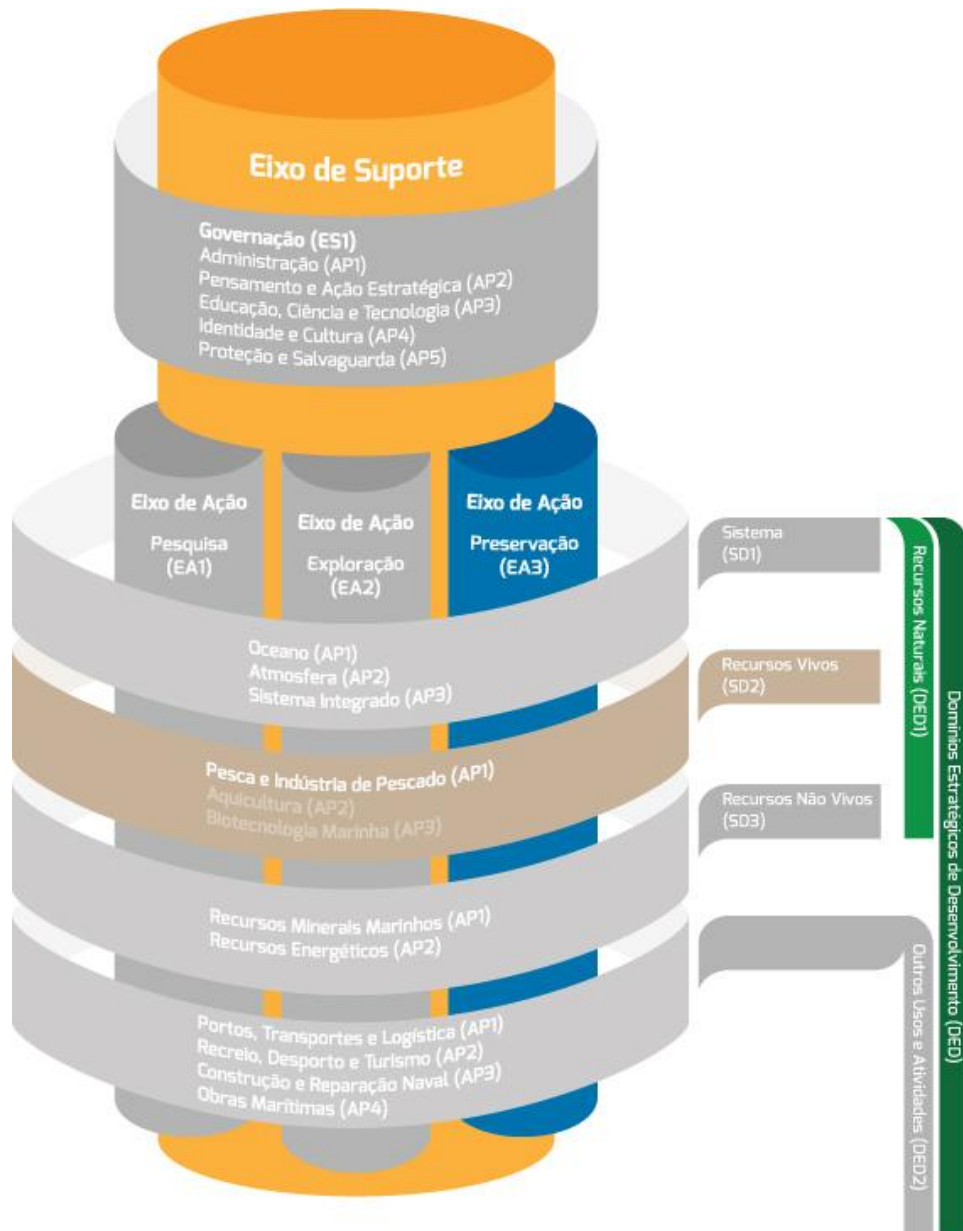 Eixo de Suporte
Governação (ES1)
Administração (AP1)
Pensamento e Ação Estratégica (AP2)
Educação, Ciência e Tecnologia (AP3)
Identidade e Cultura (AP4)
Proteção e Salvaguarda (AP5)
Eixo de Ação
Pesquisa
(EA1)
Eixo de Ação
Exploração
(EA2)
Eixo de Ação
Preservação
(EA3)
Oceano (AP1)
Atmosfera (AP2)
Sistema Integrado (AP3)
Sistema
(SD1)
Pesca e Indústria de Pescado (AP1)
Aquicultura (AP2)
Biotecnologia Marinha (AP3)
Recursos Vivos
(SD2)
Recursos Minerais Marinhos (AP1)
Recursos Energéticos (AP2)
Recursos Não Vivos
(SD3)
Portos, Transportes e Logística (AP1)
Recreio, Desporto e Turismo (AP2)
Construção e Reparação Naval (AP3)
Obras Marítimas (AP4)
Recursos Naturais (DED1)
Outros Usos e Atividades (DED2)
Domínios Estratégicos de Desenvolvimento (DED)